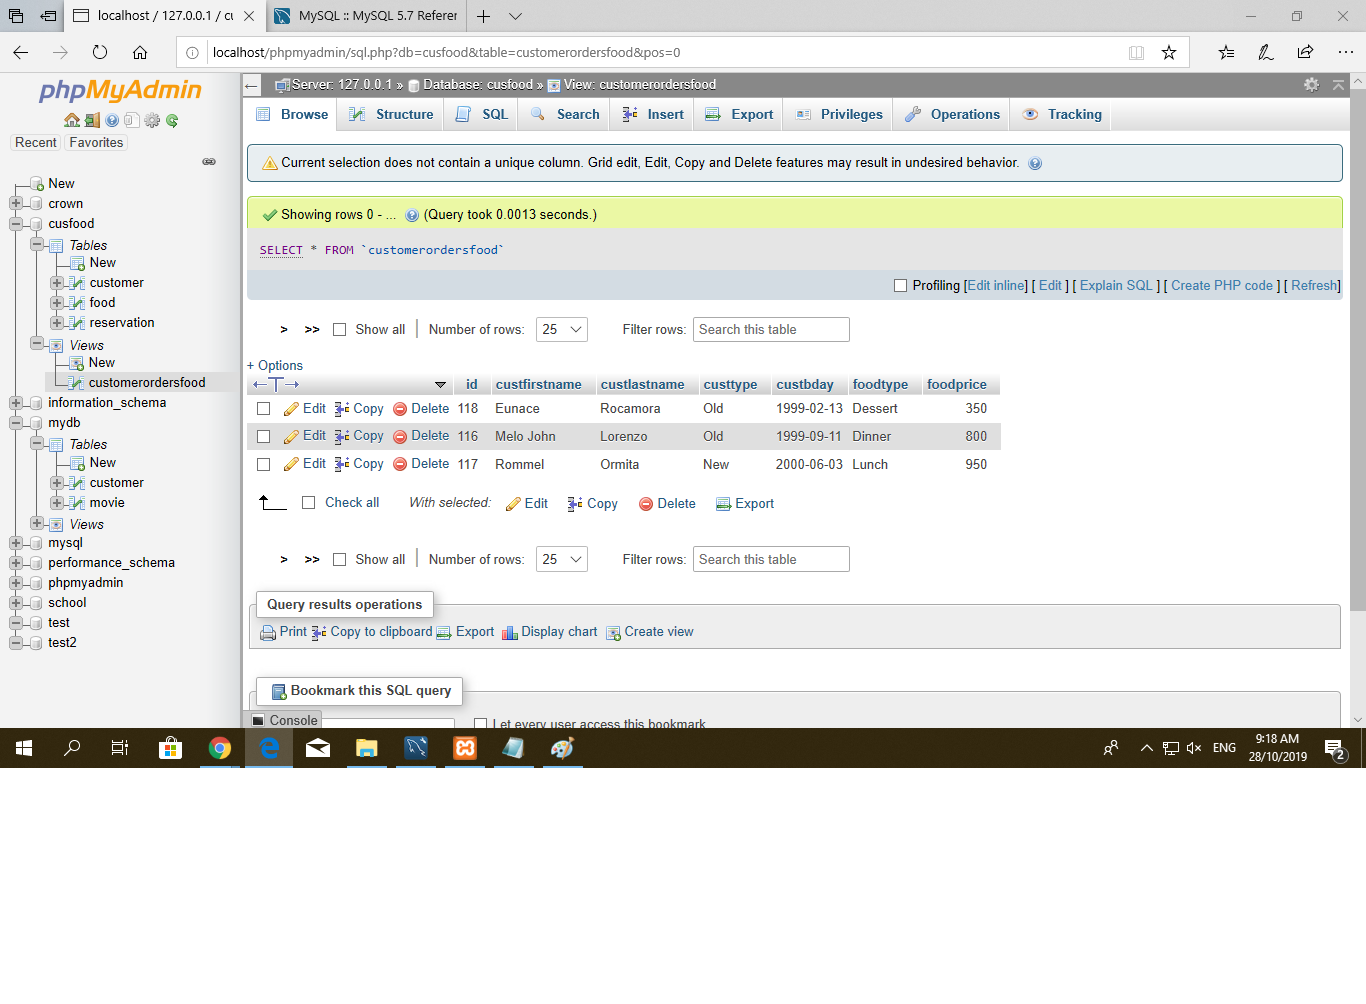 localhost / 127.0.0.1 / cu
MySQL :: MySQL 5.7 Referer
localhost/phpmyadmin/sql.php?db=cusfood&table=customerordersfood&pos=0
phpMyAdmin
Recent Favorites
New
crown
cusfood
Tables
New
customer
food
reservation
Views
New
customerordersfood
information_schema
mydb
Tables
New
customer
movie
Views
mysql
performance_schema
phpmyadmin
school
test
test2
Server: 127.0.0.1 » Database: cusfood » View: customerordersfood
Browse Structure SQL Search Insert Export Privileges Operations Tracking
Current selection does not contain a unique column. Grid edit, Edit, Copy and Delete features may result in undesired behavior.
Showing rows 0 - ... (Query took 0.0013 seconds.)
SELECT * FROM `customerordersfood`
Profiling [Edit inline] [ Edit ] [ Explain SQL ] [ Create PHP code ] [ Refresh]
> >> Show all | Number of rows: 25 Filter rows: Search this table
+ Options
←T→ id custfirstname custlastname custtype custbday foodtype foodprice
Edit Copy Delete 118 Eunace Rocamora Old 1999-02-13 Dessert 350
Edit Copy Delete 116 Melo John Lorenzo Old 1999-09-11 Dinner 800
Edit Copy Delete 117 Rommel Ormita New 2000-06-03 Lunch 950
Check all With selected: Edit Copy Delete Export
> >> Show all | Number of rows: 25 Filter rows: Search this table
Query results operations
Print Copy to clipboard Export Display chart Create view
Bookmark this SQL query
Console
Let every user access this bookmark
ENG
9:18 AM
28/10/2019
2